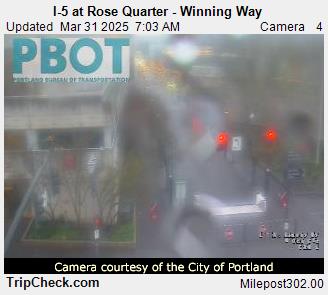 I-5 at Rose Quarter - Winning Way
Updated Mar 31 2025 7:03 AM Camera 4
PBOT
PORTLAND BUREAU OF TRANSPORTATION
Camera courtesy of the City of Portland
TripCheck.com Milepost302.00